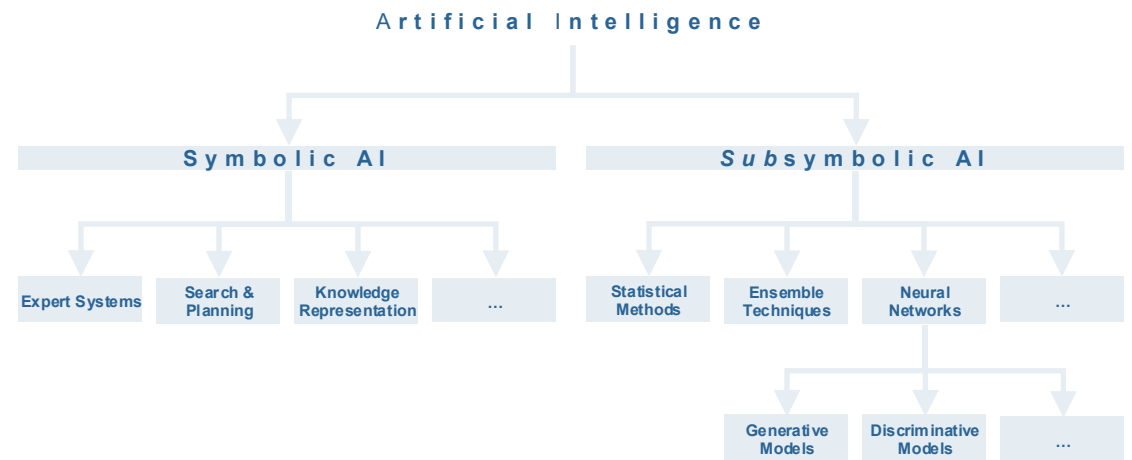 Artificial Intelligence
Symbolic AI
Subsymbolic AI
Expert Systems
Search &
Planning
Knowledge
Representation
...
Statistical
Methods
Ensemble
Techniques
Neural
Networks
...
Generative
Models
Discriminative
Models
...